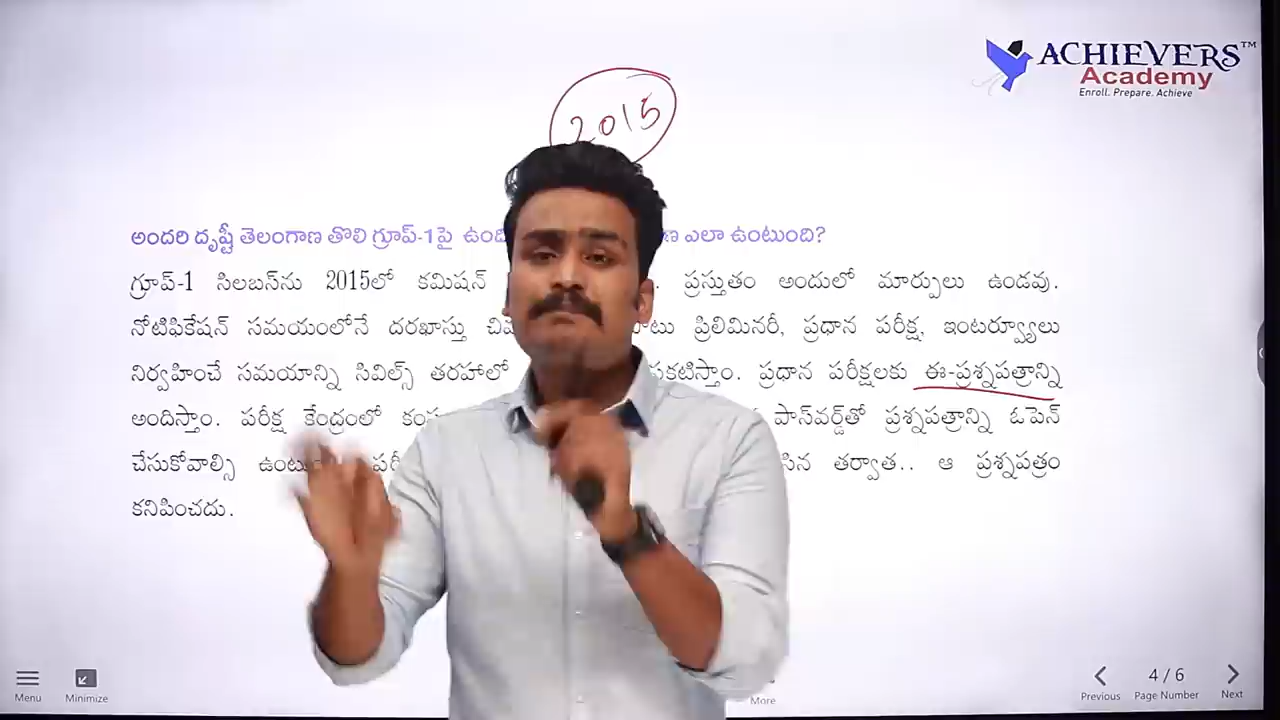 ACHIEVERS™
Academy
Enroll. Prepare. Achieve
2015
అందరి దృష్టీ తెలంగాణ తొలి గ్రూప్-1పై ఎలా ఉంటుంది?
గ్రూప్-1 సిలబస్‌ను 2015లో కమిషన్ ప్రస్తుతం అందులో మార్పులు ఉండవు.
నోటిఫికేషన్ సమయంలోనే దరఖాస్తు ప్రిలిమినరీ, ప్రధాన పరీక్ష, ఇంటర్వ్యూలు
నిర్వహించే సమయాన్ని సివిల్స్ తరహాలో ప్రధాన పరీక్షలకు ఈ-ప్రశ్నపత్రాన్ని
అందిస్తాం. పరీక్ష కేంద్రంలో పాస్‌వర్డ్‌తో ప్రశ్నపత్రాన్ని ఓపెన్
చేసుకోవాల్సి తర్వాత.. ఆ ప్రశ్నపత్రం
కనిపించదు.
Menu
Minimize
More
Previous
4 / 6
Page Number
Next